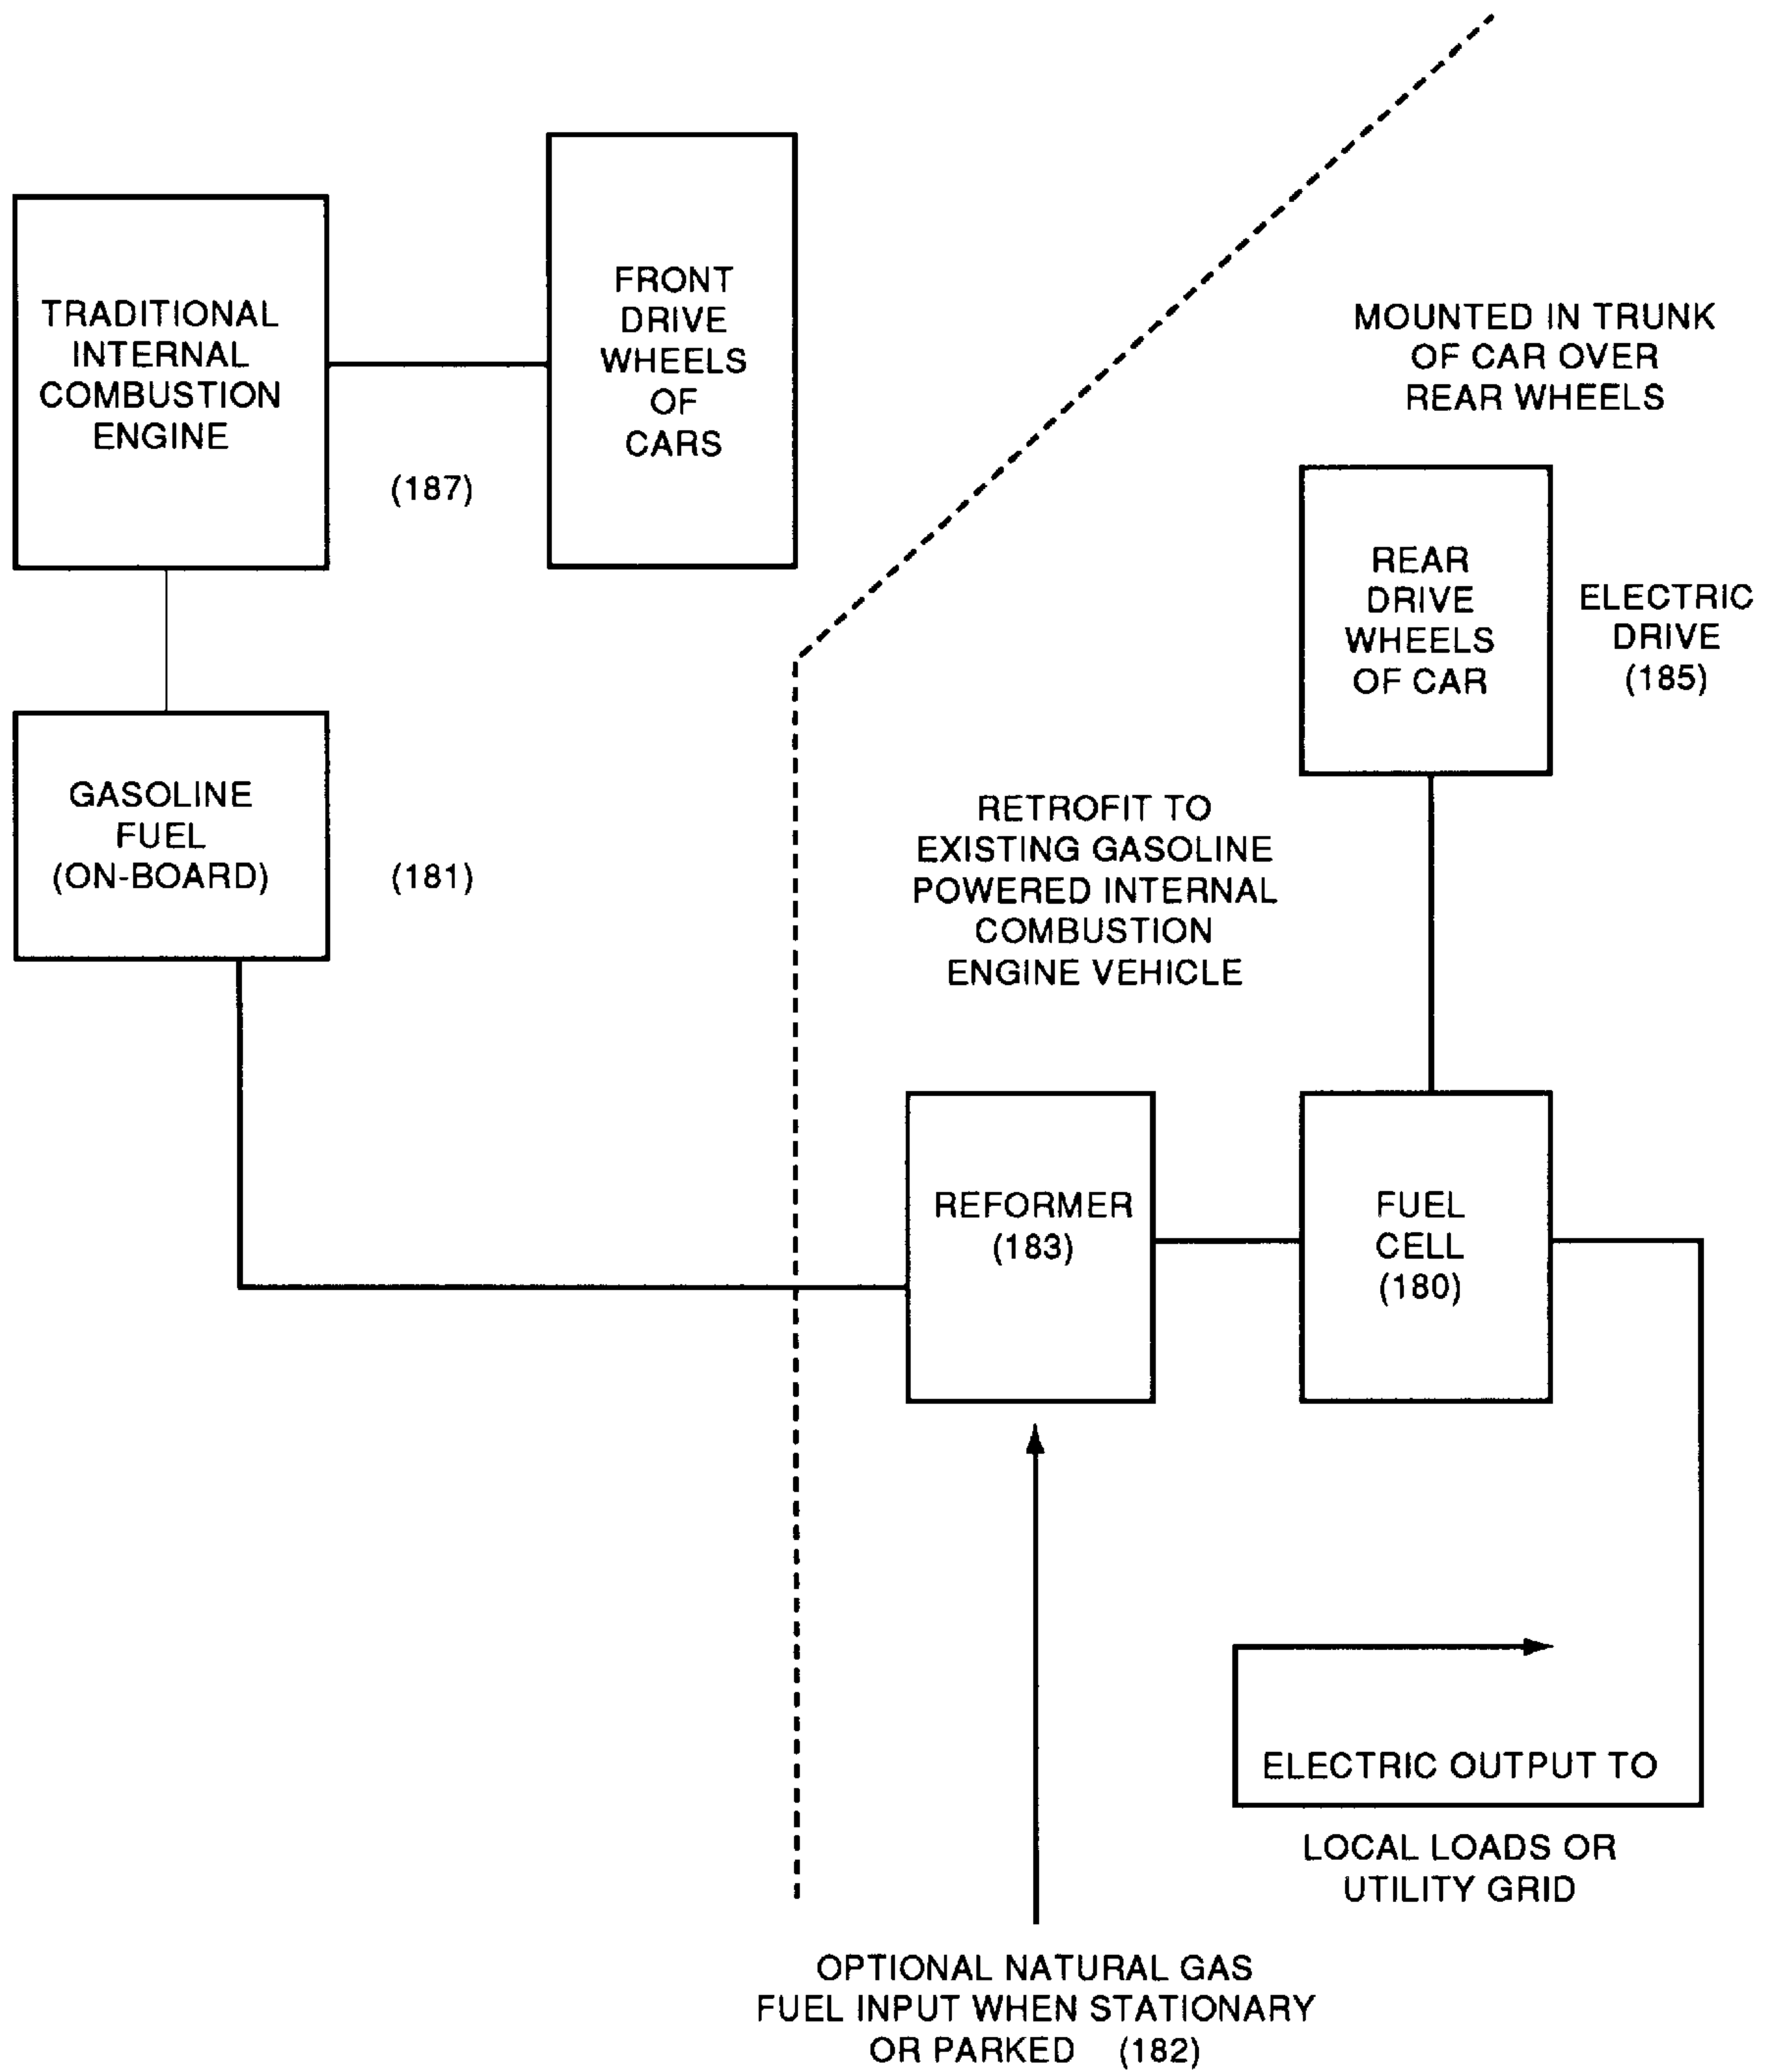 TRADITIONAL
INTERNAL
COMBUSTION
ENGINE
(187)
FRONT
DRIVE
WHEELS
OF
CARS
MOUNTED IN TRUNK
OF CAR OVER
REAR WHEELS
REAR
DRIVE
WHEELS
OF CAR
ELECTRIC
DRIVE
(185)
GASOLINE
FUEL
(ON-BOARD)
(181)
RETROFIT TO
EXISTING GASOLINE
POWERED INTERNAL
COMBUSTION
ENGINE VEHICLE
REFORMER
(183)
FUEL
CELL
(180)
ELECTRIC OUTPUT TO
LOCAL LOADS OR
UTILITY GRID
OPTIONAL NATURAL GAS
FUEL INPUT WHEN STATIONARY
OR PARKED (182)